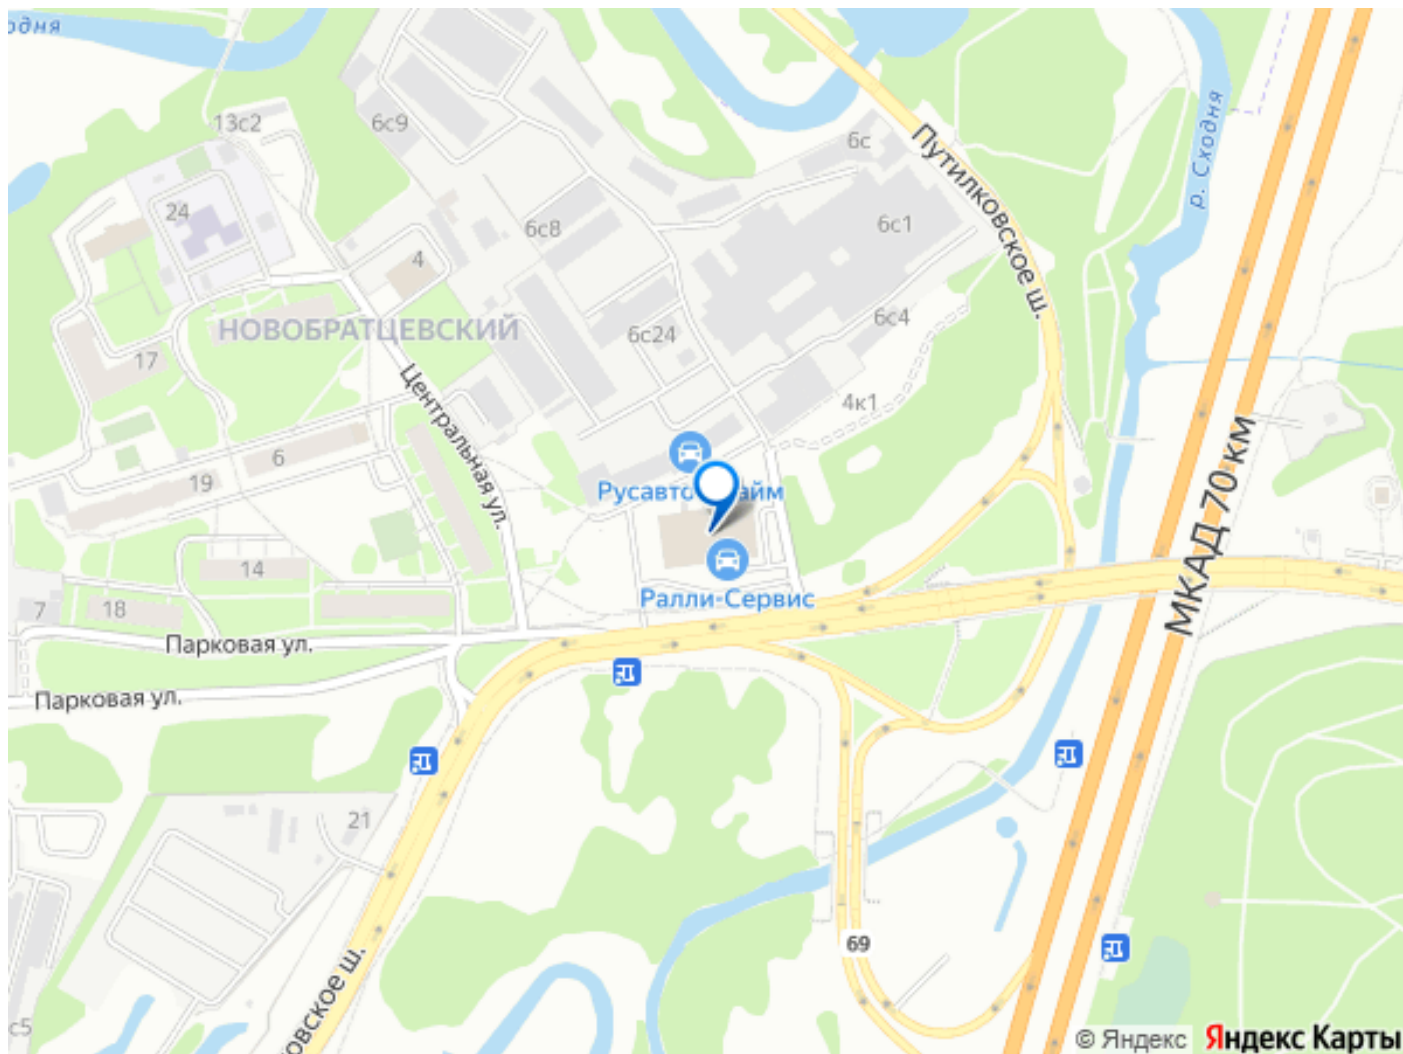 одня
13с2
6с9
6с
р. Сходня
Путилковское ш.
24
6с8
6с1
4
НОВОБРАТЦЕВСКИЙ
6с24
6с4
17
Центральная ул.
4к1
МКАД 70 км
6
19
Русавто
айм
14
Ралли-Сервис
7
18
Парковая ул.
Парковая ул.
21
69
овское ш.
с5
© Яндекс
Яндекс Карты